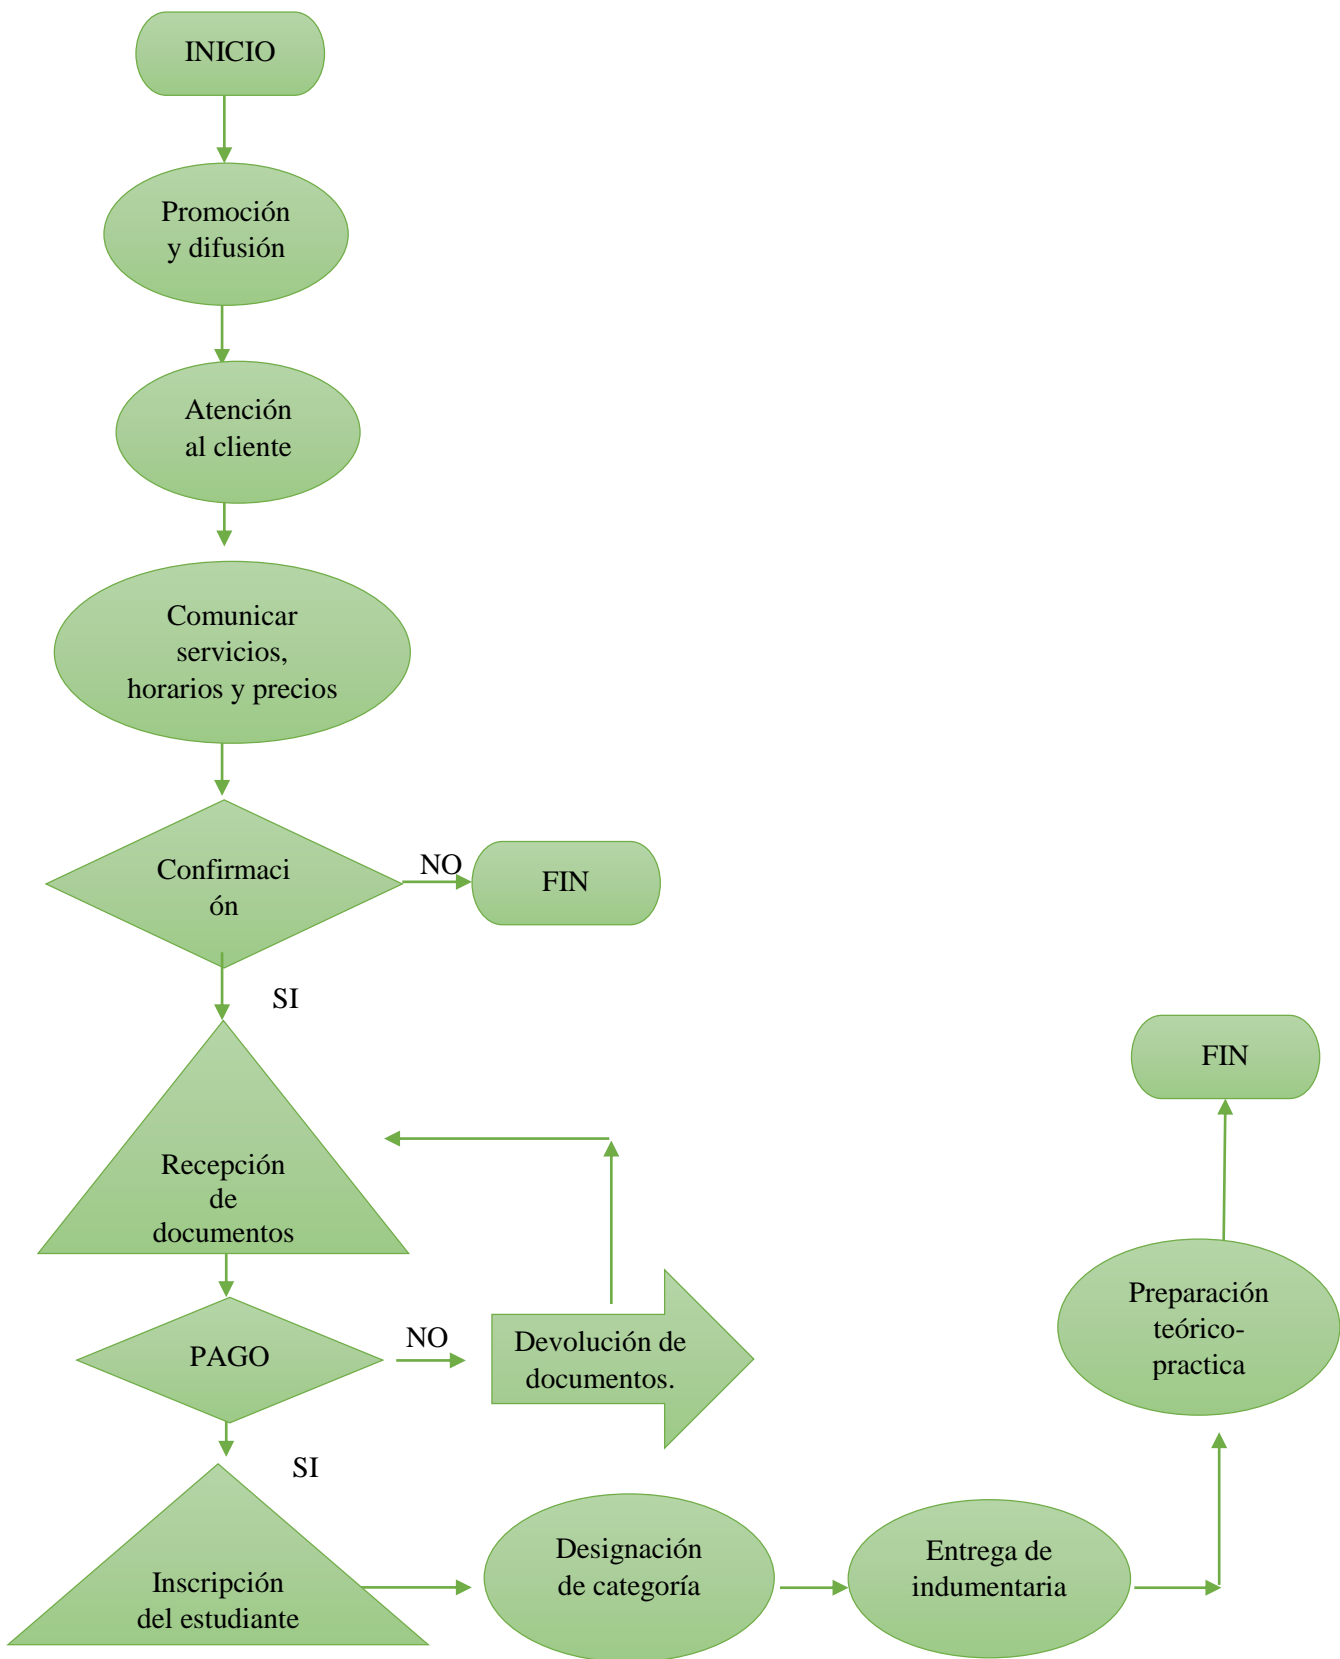 INICIO
Promoción
y difusión
Atención
al cliente
Comunicar
servicios,
horarios y precios
Confirmaci
ón
NO
FIN
SI
Recepción
de
documentos
PAGO
NO
Devolución de
documentos.
SI
Inscripción
del estudiante
Designación
de categoría
Entrega de
indumentaria
Preparación
teórico-
practica
FIN